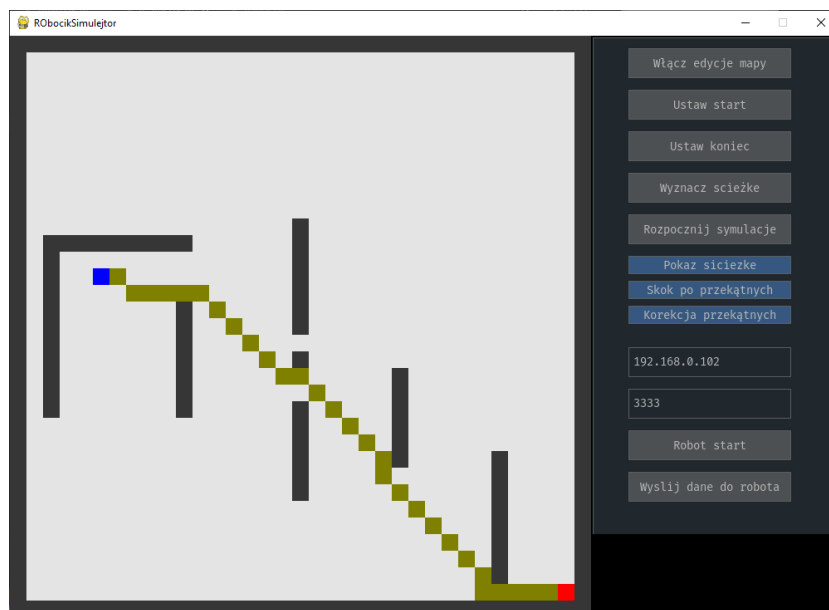 RObocikSimulejtor
Włącz edycje mapy
Ustaw start
Ustaw koniec
Wyznacz scieżke
Rozpocznij symulacje
Pokaz siciezke
Skok po przekątnych
Korekcja przekątnych
192.168.0.102
3333
Robot start
Wyslij dane do robota